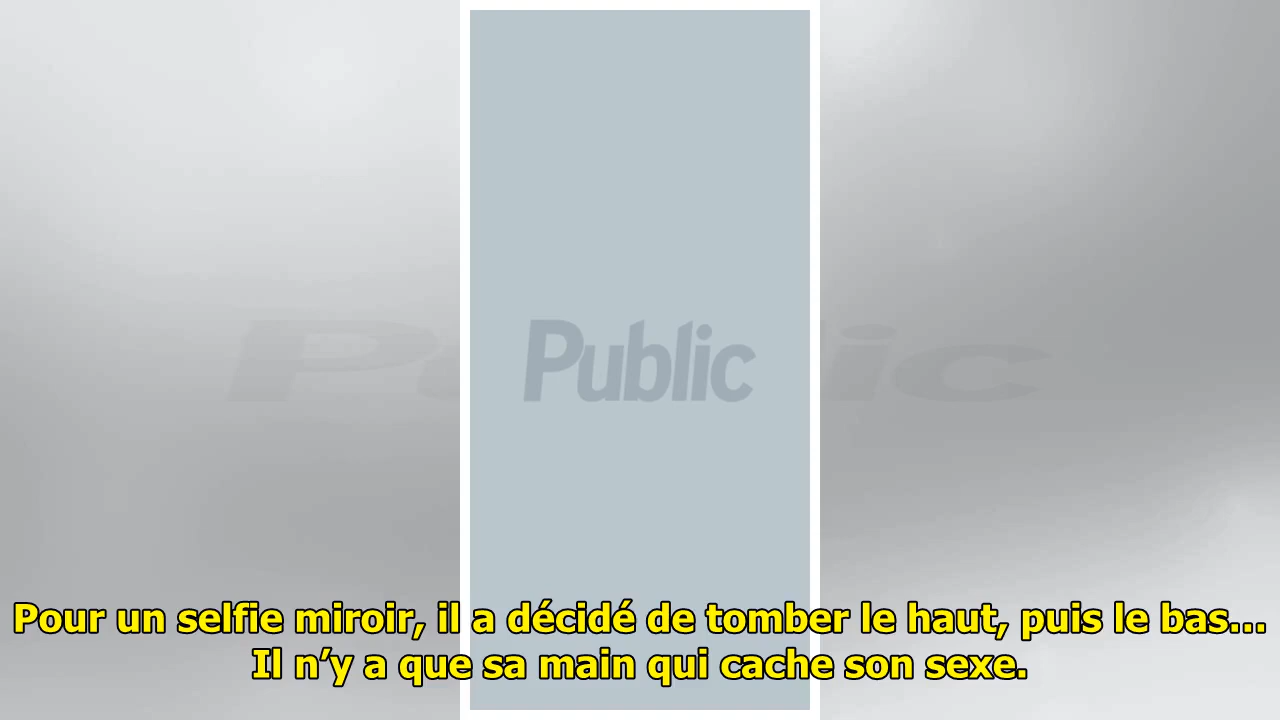 Public
Pour un selfie miroir, il a décidé de tomber le haut, puis le bas...
Il n’y a que sa main qui cache son sexe.